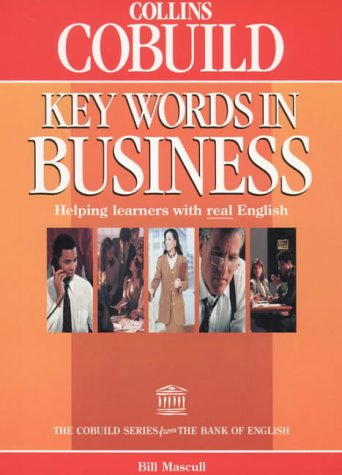 COLLINS
COBUILD
KEY WORDS IN
BUSINESS
Helping learners with real English
THE COBUILD SERIES from THE BANK OF ENGLISH
Bill Mascull